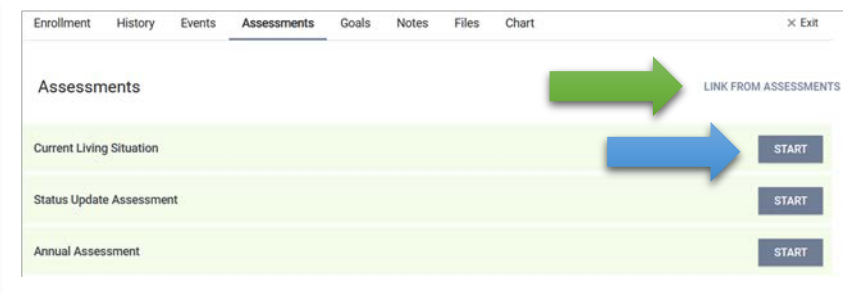 Enrollment History Events Assessments Goals Notes Files Chart × Exit
Assessments LINK FROM ASSESSMENTS
Current Living Situation START
Status Update Assessment START
Annual Assessment START